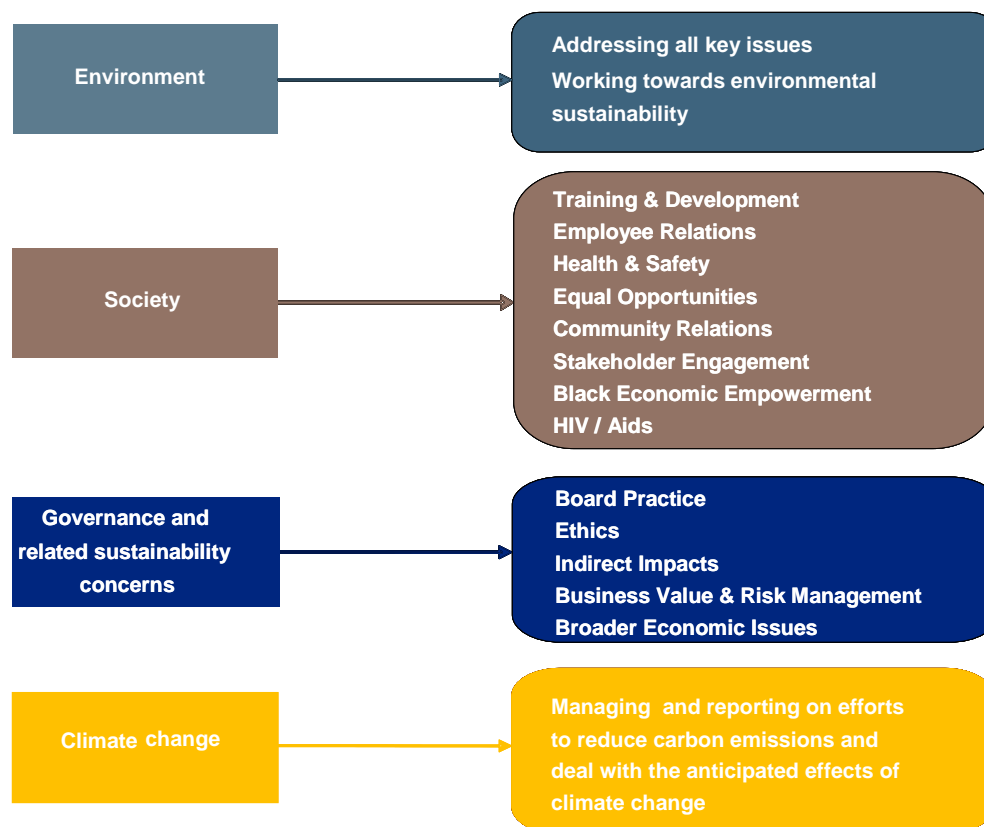 Environment
Addressing all key issues
Working towards environmental
sustainability
Society
Training & Development
Employee Relations
Health & Safety
Equal Opportunities
Community Relations
Stakeholder Engagement
Black Economic Empowerment
HIV / Aids
Governance and
related sustainability
concerns
Board Practice
Ethics
Indirect Impacts
Business Value & Risk Management
Broader Economic Issues
Climate change
Managing and reporting on efforts
to reduce carbon emissions and
deal with the anticipated effects of
climate change